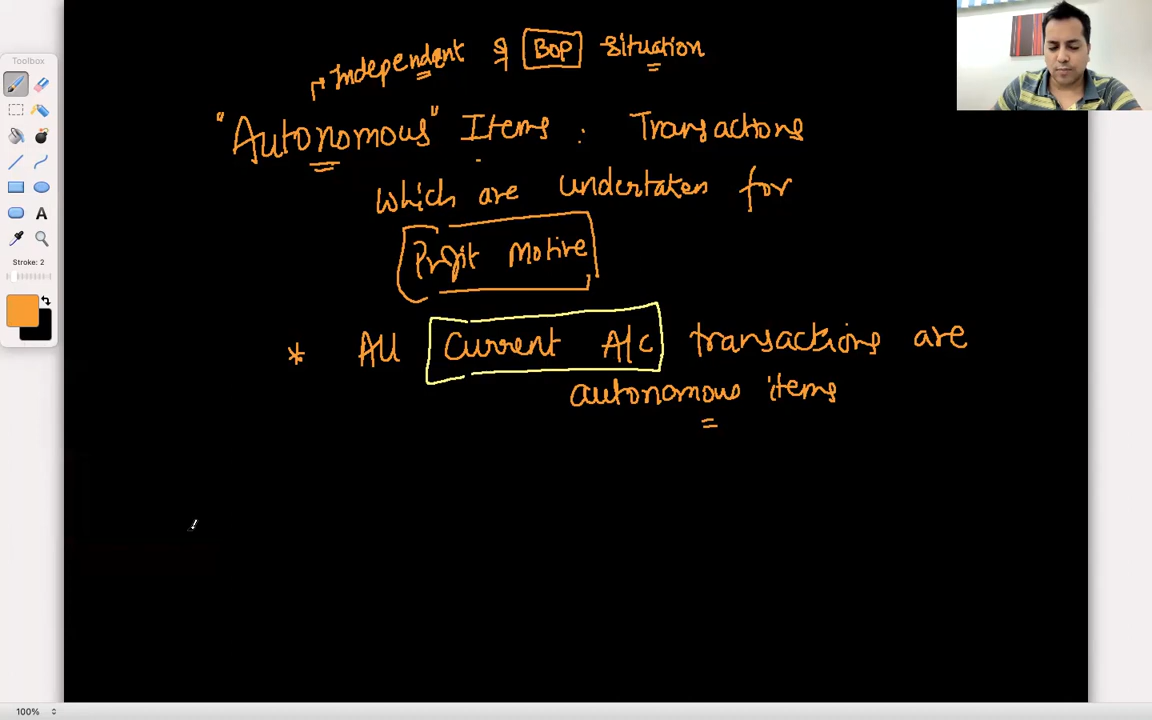 Toolbox
Independent of BOP situation
"Autonomous" Items : Transactions
which are undertaken for
Profit Motive
* All Current A/c transactions are
autonomous items
A
Stroke: 2
100%